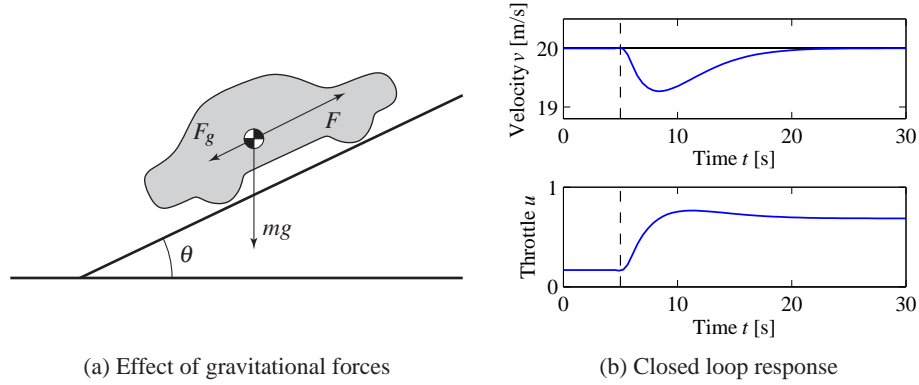 F_g
F
mg
θ
(a) Effect of gravitational forces
Velocity v [m/s]
20
19
0 10 20 30
Time t [s]
Throttle u
1
0
0 10 20 30
Time t [s]
(b) Closed loop response